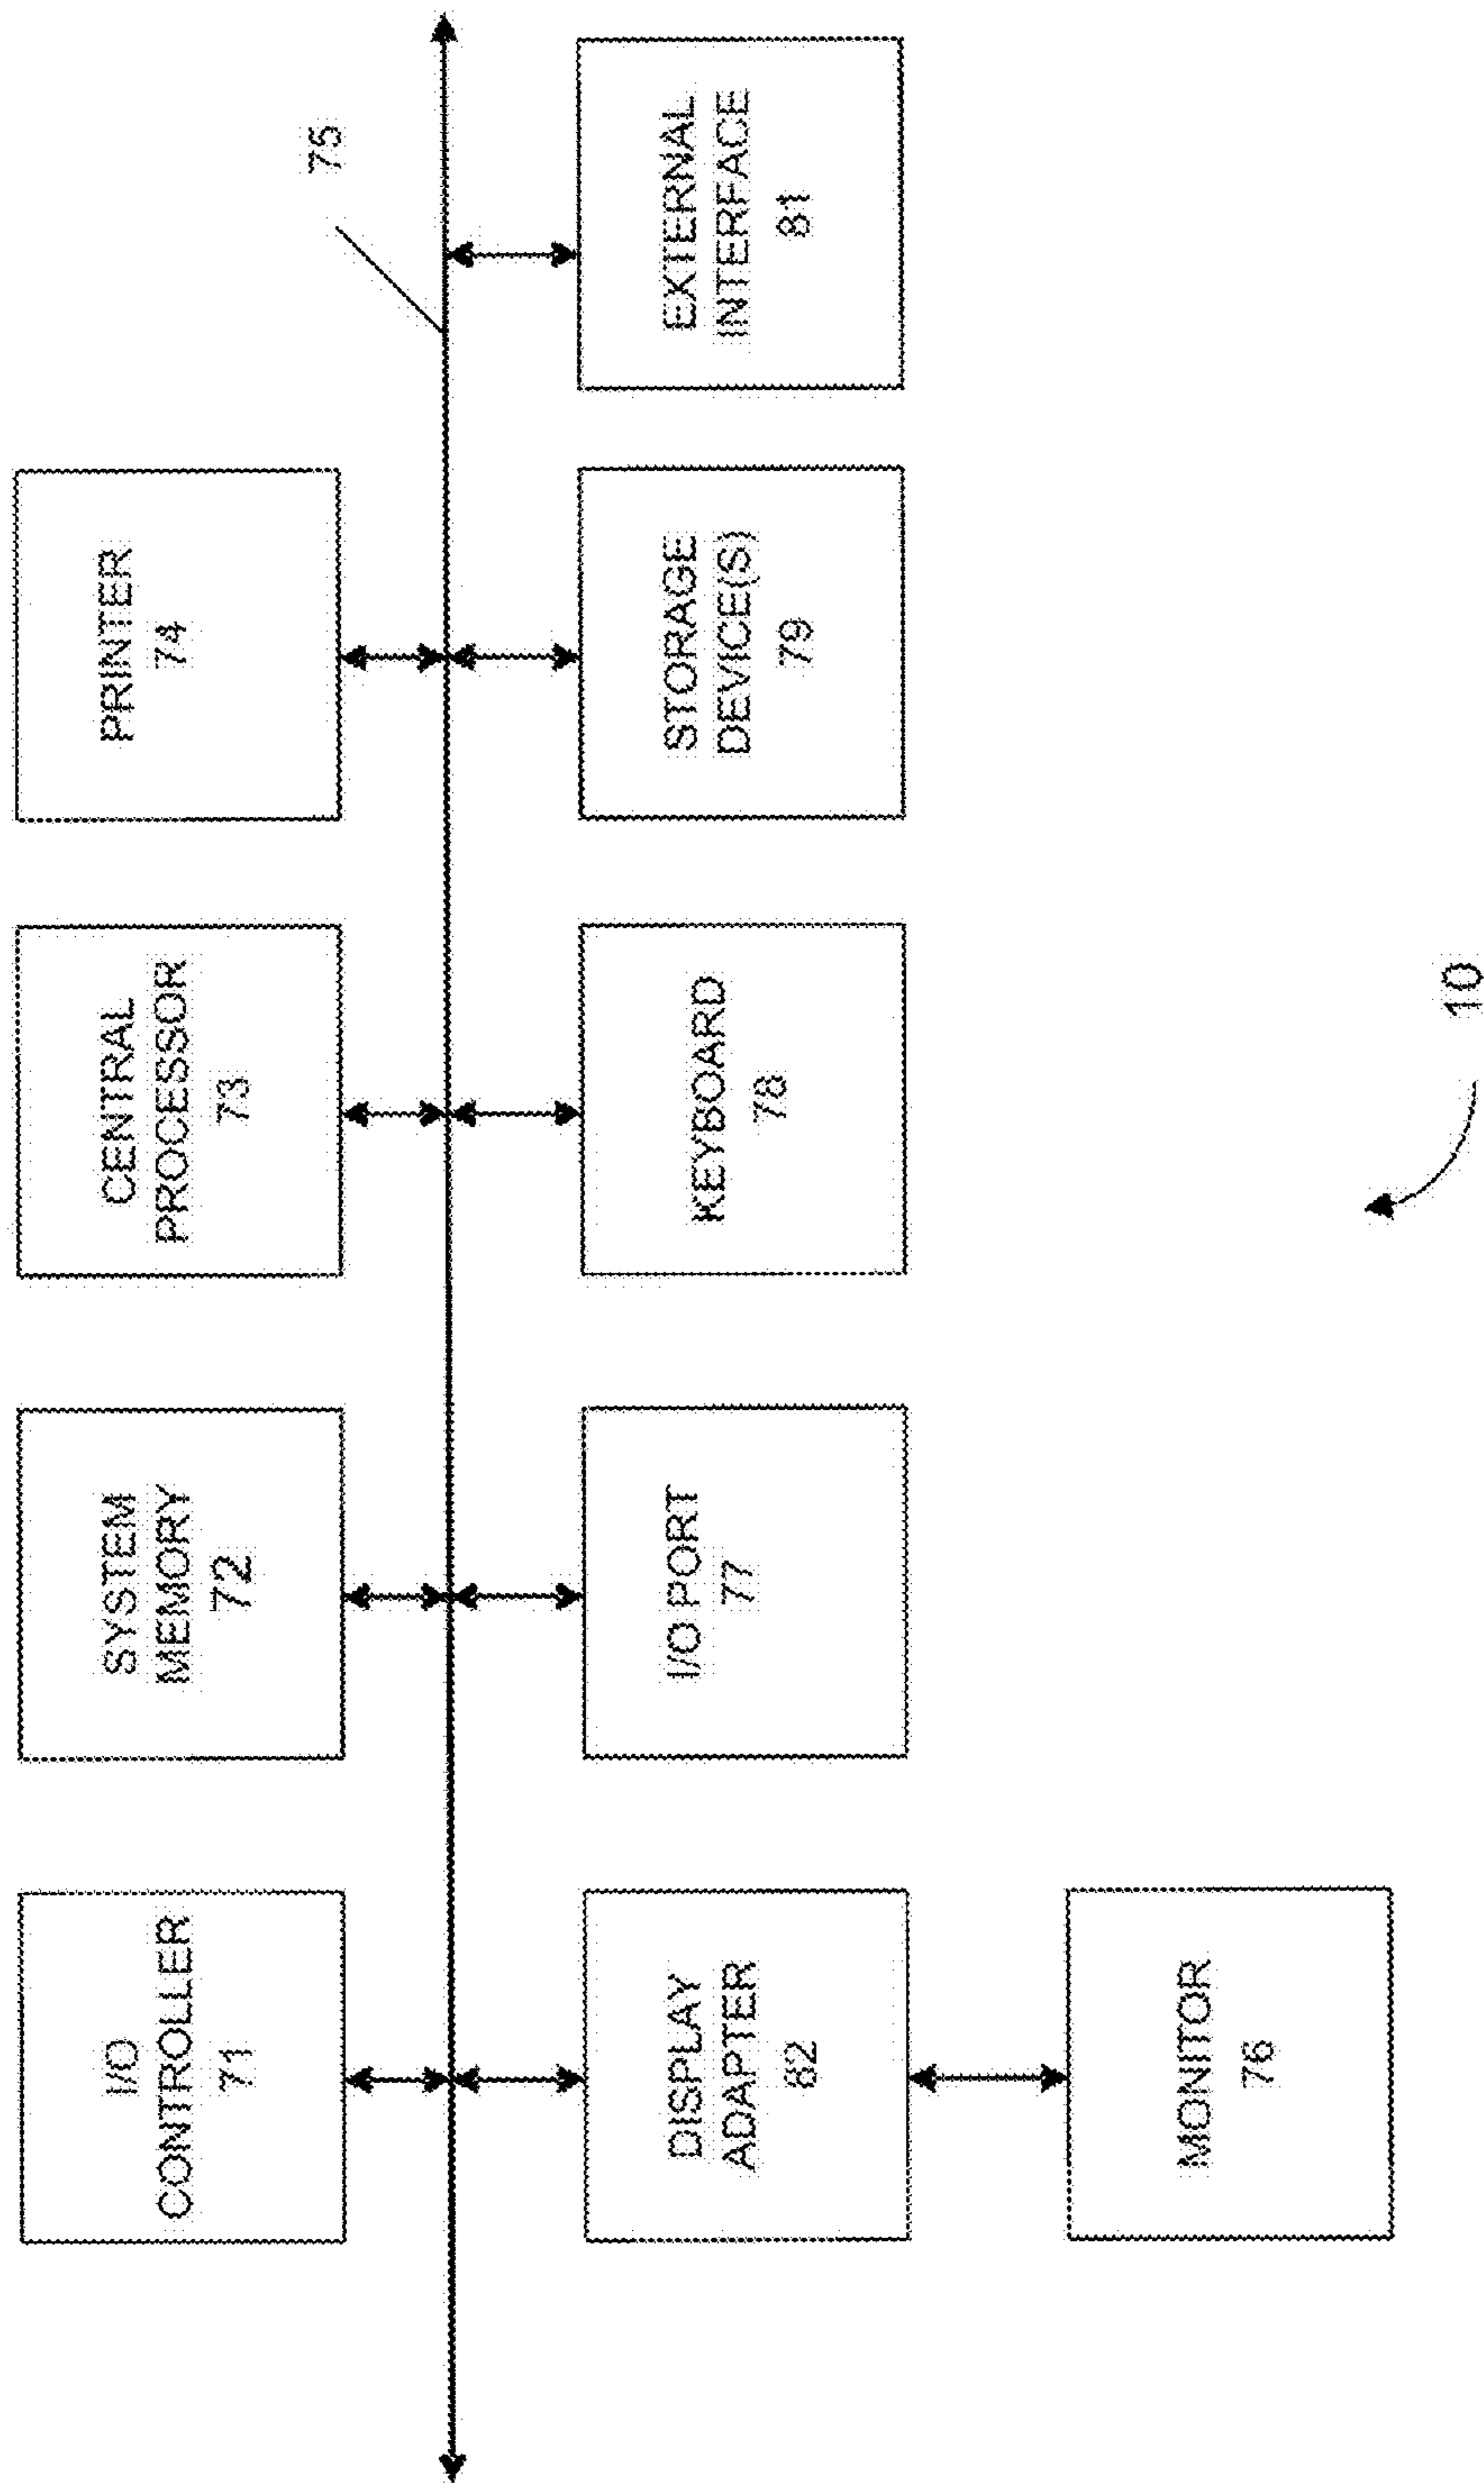 I/O
CONTROLLER
71
SYSTEM
MEMORY
72
CENTRAL
PROCESSOR
73
PRINTER
74
75
DISPLAY
ADAPTER
82
I/O PORT
77
KEYBOARD
78
STORAGE
DEVICE(S)
79
EXTERNAL
INTERFACE
81
MONITOR
76
10